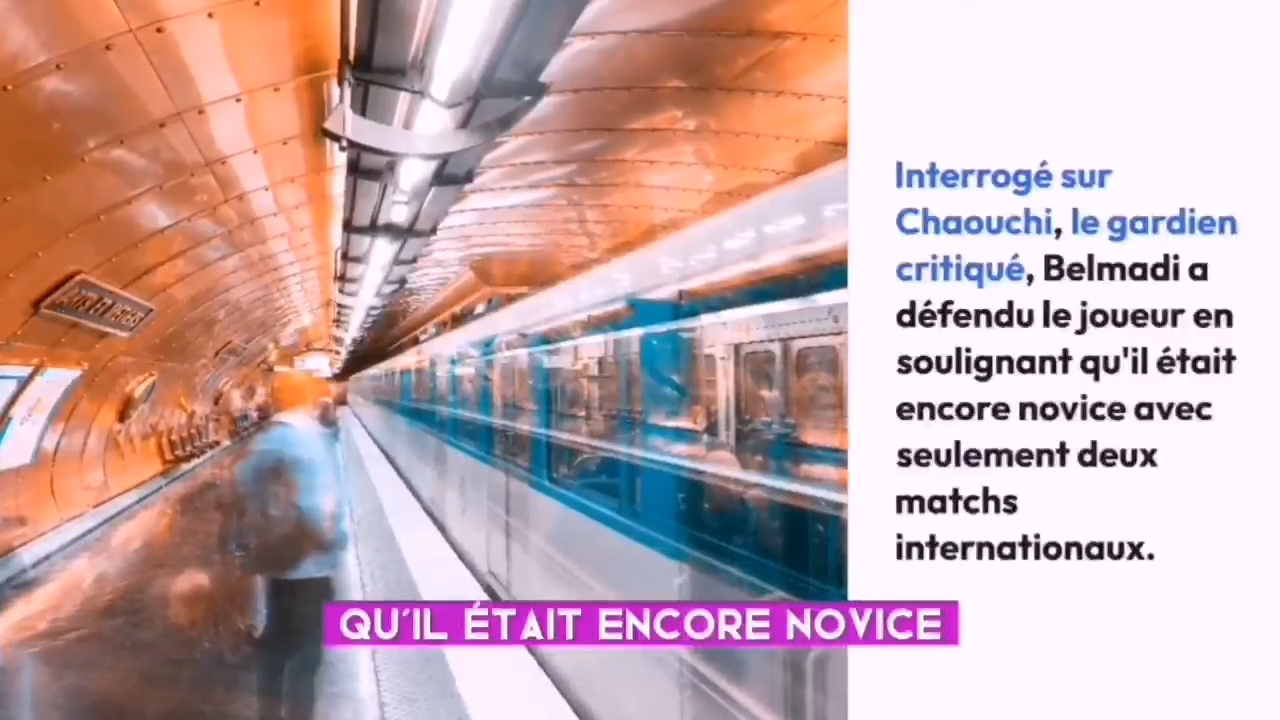 Interrogé sur
Chaouchi, le gardien
critiqué, Belmadi a
défendu le joueur en
soulignant qu'il était
encore novice avec
seulement deux
matchs
internationaux.
QU'IL ÉTAIT ENCORE NOVICE